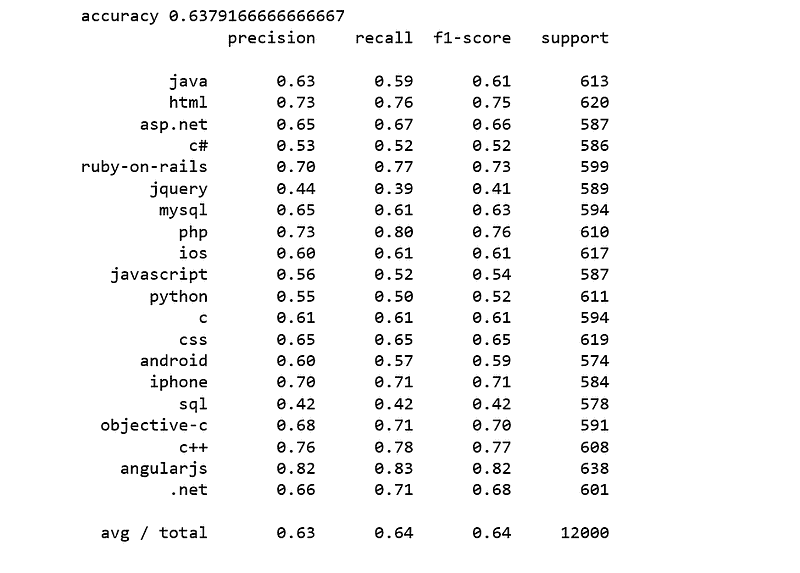 accuracy 0.6379166666666667
precision recall f1-score support
java 0.63 0.59 0.61 613
html 0.73 0.76 0.75 620
asp.net 0.65 0.67 0.66 587
c# 0.53 0.52 0.52 586
ruby-on-rails 0.70 0.77 0.73 599
jquery 0.44 0.39 0.41 589
mysql 0.65 0.61 0.63 594
php 0.73 0.80 0.76 610
ios 0.60 0.61 0.61 617
javascript 0.56 0.52 0.54 587
python 0.55 0.50 0.52 611
c 0.61 0.61 0.61 594
css 0.65 0.65 0.65 619
android 0.60 0.57 0.59 574
iphone 0.70 0.71 0.71 584
sql 0.42 0.42 0.42 578
objective-c 0.68 0.71 0.70 591
c++ 0.76 0.78 0.77 608
angularjs 0.82 0.83 0.82 638
.net 0.66 0.71 0.68 601
avg / total 0.63 0.64 0.64 12000